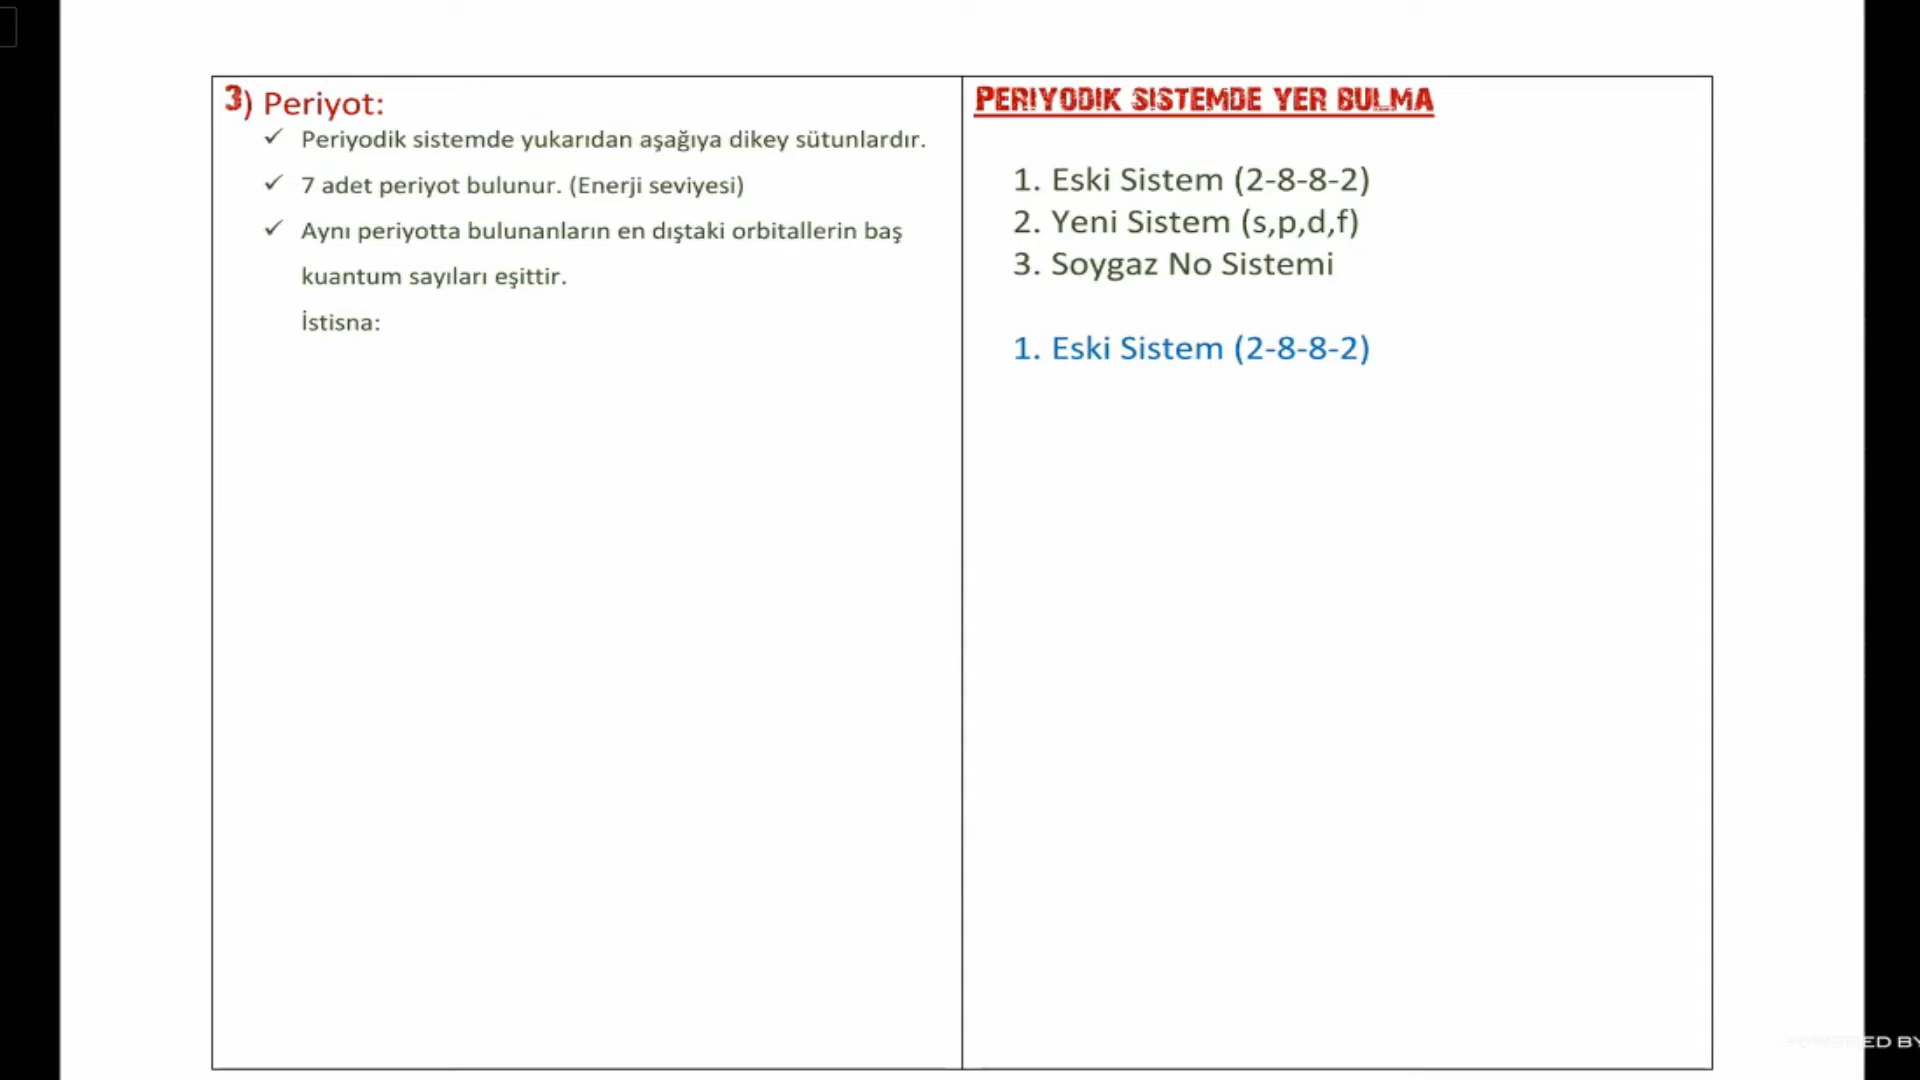 3) Periyot:
✓ Periyodik sistemde yukarıdan aşağıya dikey sütunlardır.
✓ 7 adet periyot bulunur. (Enerji seviyesi)
✓ Aynı periyotta bulunanların en dıştaki orbitallerin baş
kuantum sayıları eşittir.
İstisna:
PERIYODIK SISTEMDE YER BULMA
1. Eski Sistem (2-8-8-2)
2. Yeni Sistem (s,p,d,f)
3. Soygaz No Sistemi
1. Eski Sistem (2-8-8-2)
POWERED BY